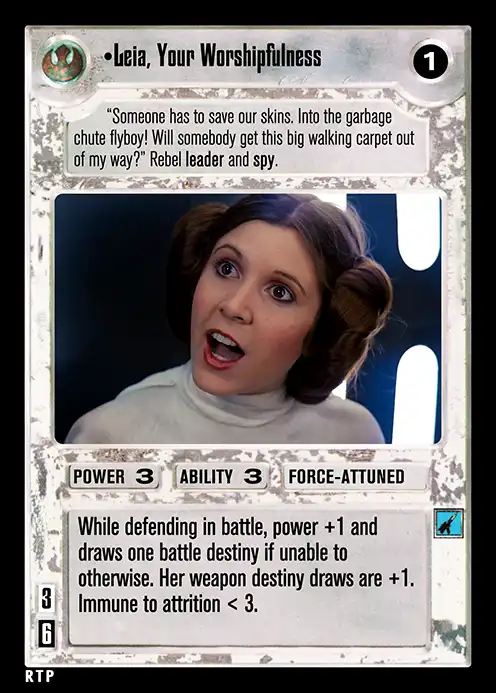 •Leia, Your Worshipfulness
1
“Someone has to save our skins. Into the garbage
chute flyboy! Will somebody get this big walking carpet out
of my way?” Rebel leader and spy.
POWER 3 ABILITY 3 FORCE-ATTUNED
While defending in battle, power +1 and
draws one battle destiny if unable to
otherwise. Her weapon destiny draws are +1.
Immune to attrition < 3.
3
6
RTP